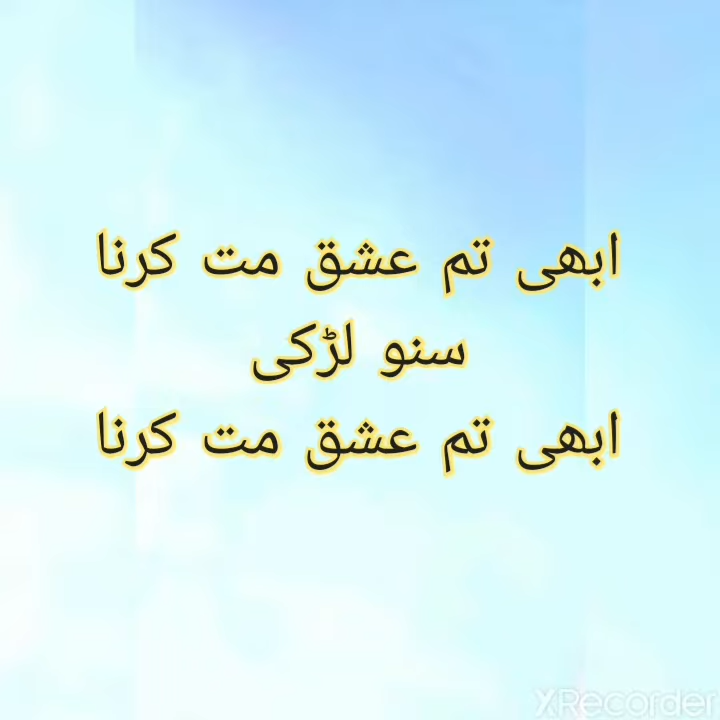 ابھی تم عشق مت کرنا
سنو لڑکی
ابھی تم عشق مت کرنا
XRecorder